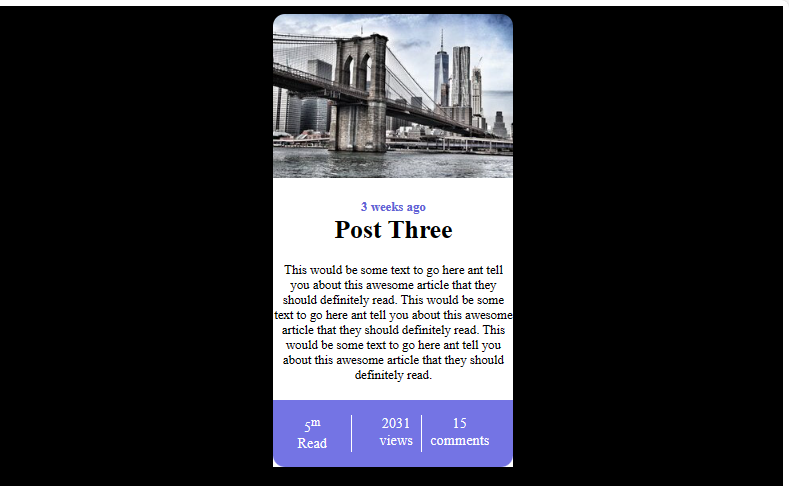 3 weeks ago
Post Three
This would be some text to go here ant tell
you about this awesome article that they
should definitely read. This would be some
text to go here ant tell you about this awesome
article that they should definitely read. This
would be some text to go here ant tell you
about this awesome article that they should
definitely read.
5m 2031 15
Read views comments